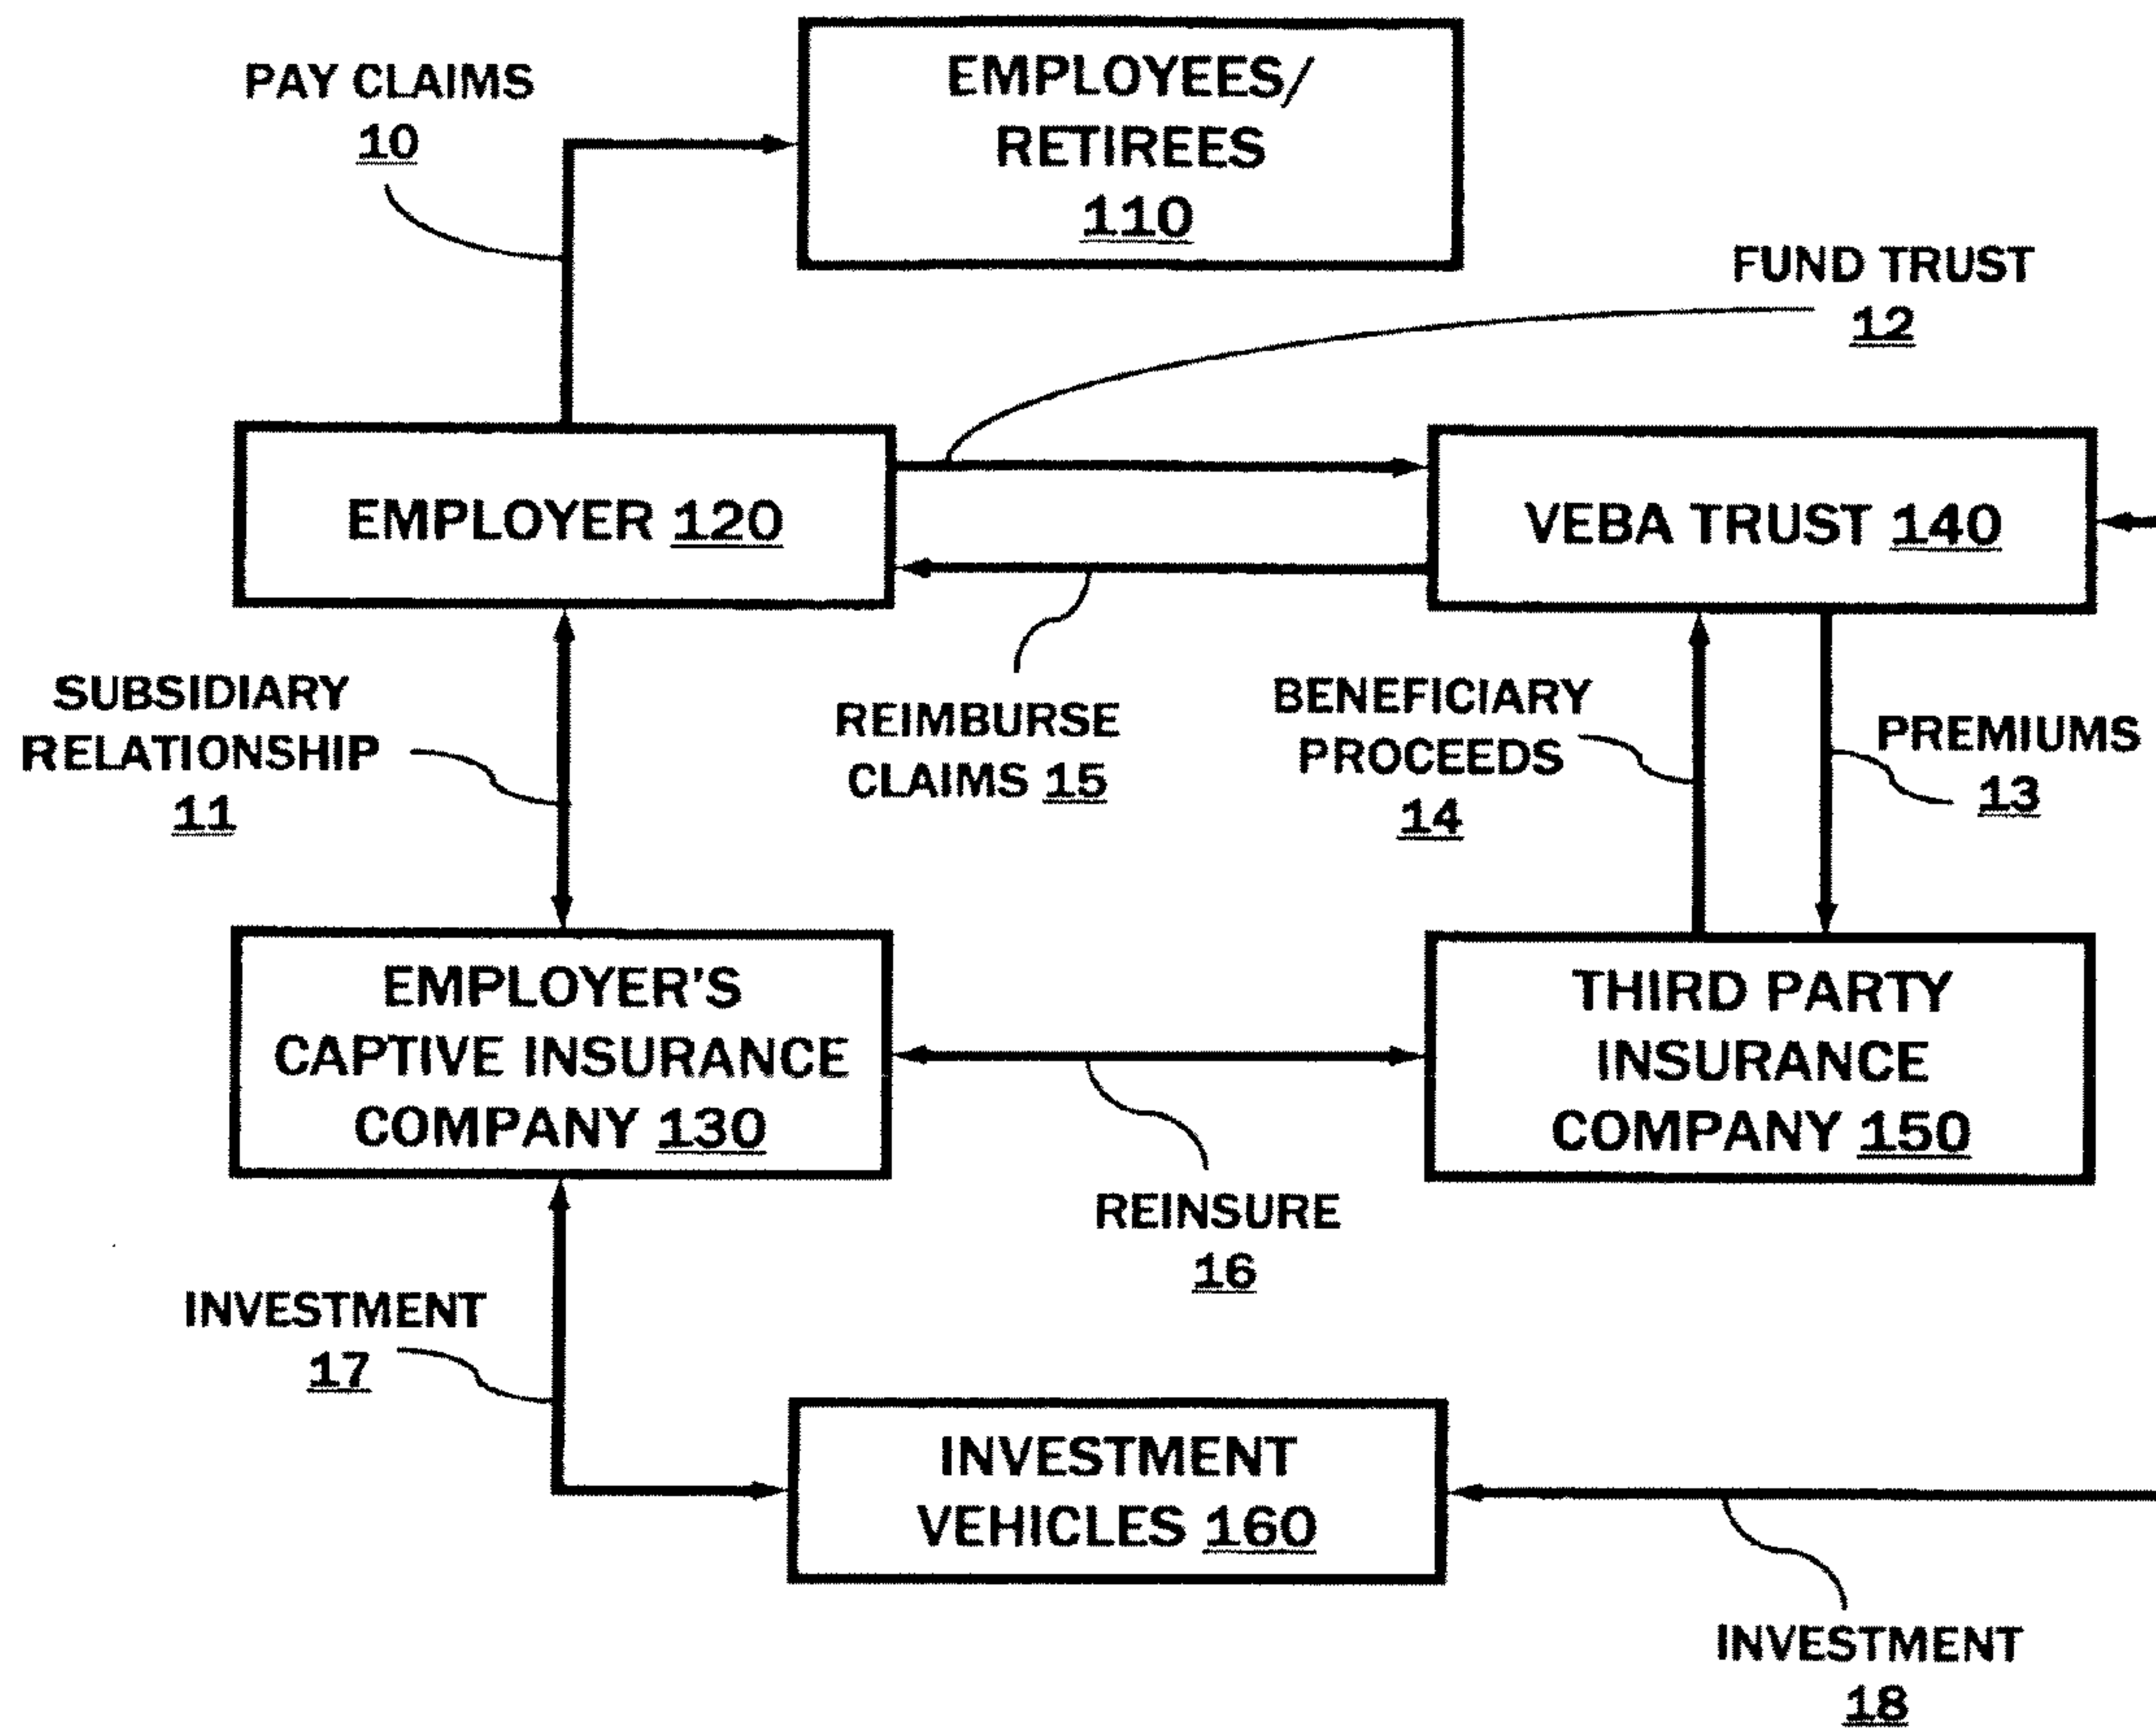 PAY CLAIMS
10
EMPLOYEES/
RETIREES
110
FUND TRUST
12
EMPLOYER 120
VEBA TRUST 140
SUBSIDIARY
RELATIONSHIP
11
REIMBURSE
CLAIMS 15
BENEFICIARY
PROCEEDS
14
PREMIUMS
13
EMPLOYER'S
CAPTIVE INSURANCE
COMPANY 130
THIRD PARTY
INSURANCE
COMPANY 150
REINSURE
16
INVESTMENT
17
INVESTMENT
VEHICLES 160
INVESTMENT
18